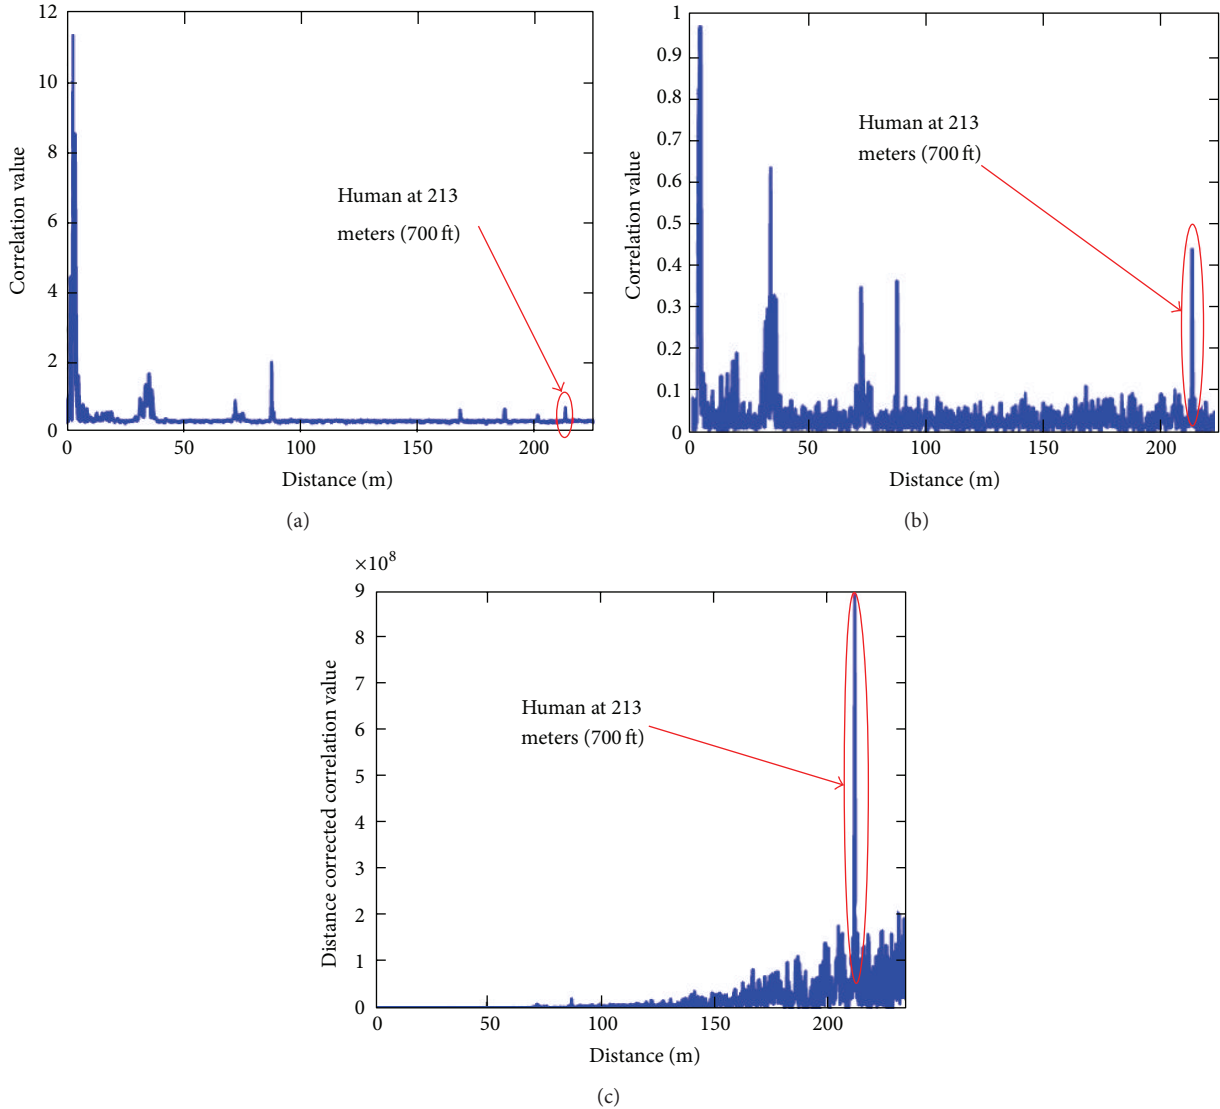 12
10
8
6
4
2
0
Correlation value
Human at 213
meters (700 ft)
0
50
100
150
200
Distance (m)
(a)
1
0.9
0.8
0.7
0.6
0.5
0.4
0.3
0.2
0.1
0
Correlation value
Human at 213
meters (700 ft)
0
50
100
150
200
Distance (m)
(b)
×10⁸
9
8
7
6
5
4
3
2
1
0
Distance corrected correlation value
Human at 213
meters (700 ft)
0
50
100
150
200
Distance (m)
(c)